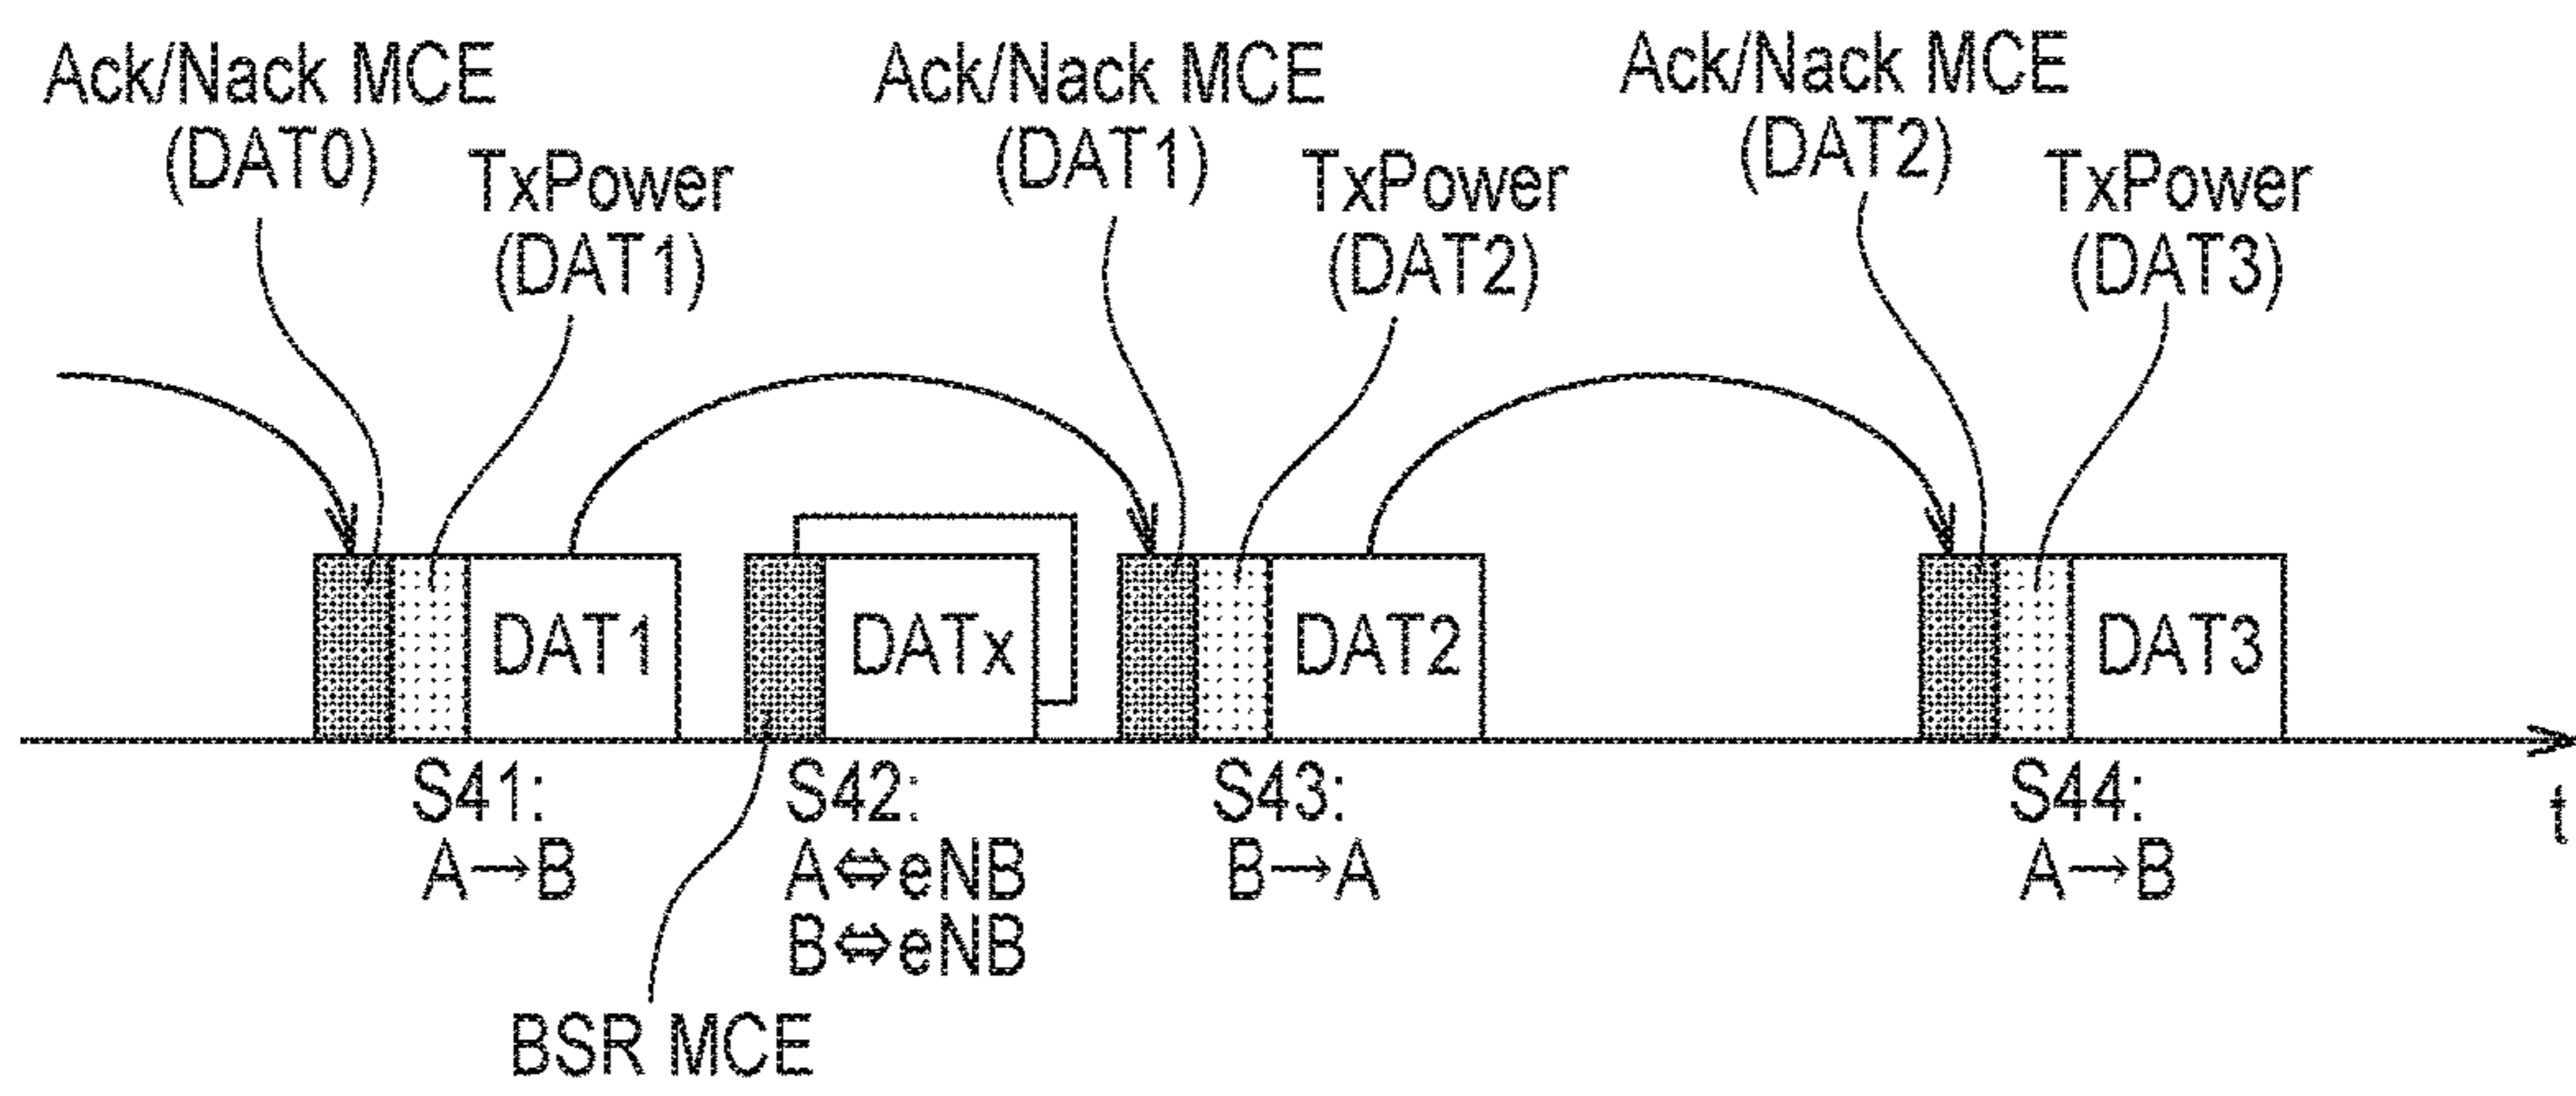 Ack/Nack MCE
(DAT0)
TxPower
(DAT1)
Ack/Nack MCE
(DAT1)
TxPower
(DAT2)
Ack/Nack MCE
(DAT2)
TxPower
(DAT3)
DAT1
DATx
DAT2
DAT3
S41:
A→B
S42:
A⇔eNB
B⇔eNB
S43:
B→A
S44:
A→B
t
BSR MCE